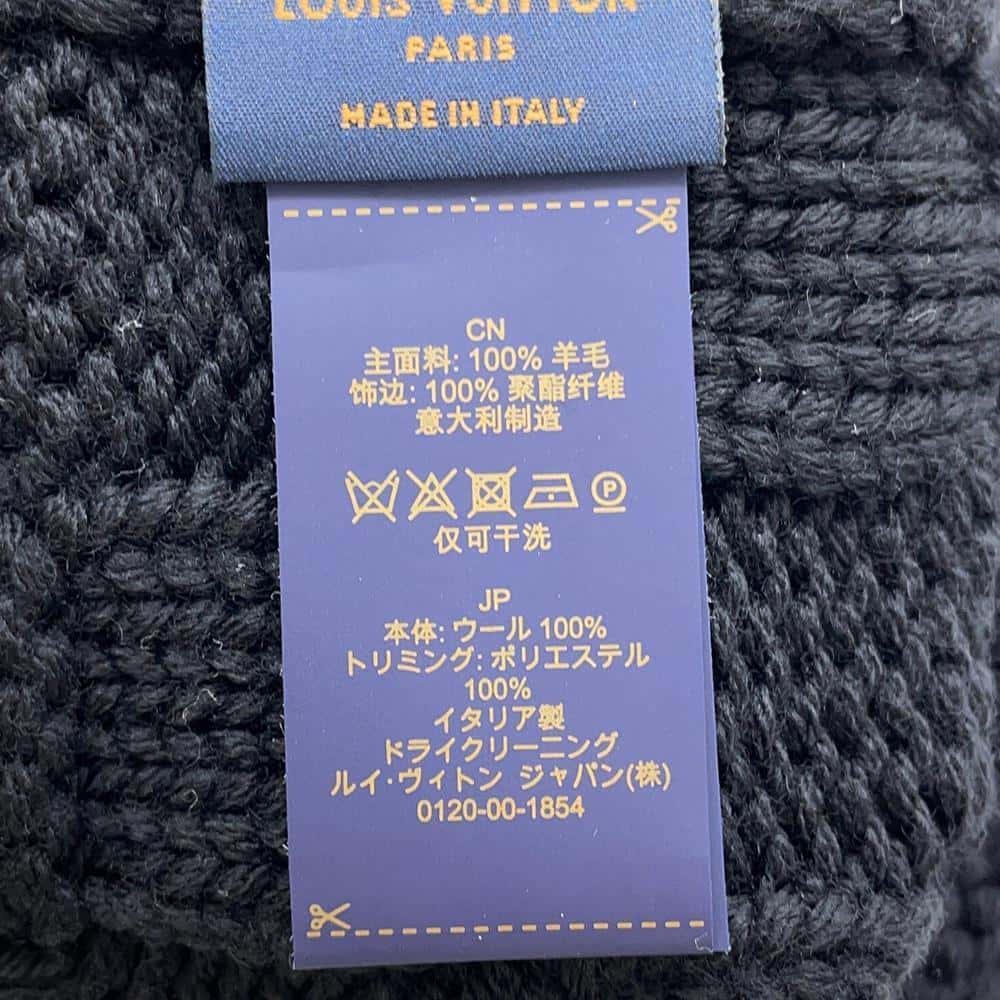 LOUIS VUITTON
PARIS
MADE IN ITALY
CN
主面料: 100% 羊毛
饰边: 100% 聚酯纤维
意大利制造
P
仅可干洗
JP
本体: ウール 100%
トリミング: ポリエステル
100%
イタリア製
ドライクリーニング
ルイ・ヴィトン ジャパン(株)
0120-00-1854